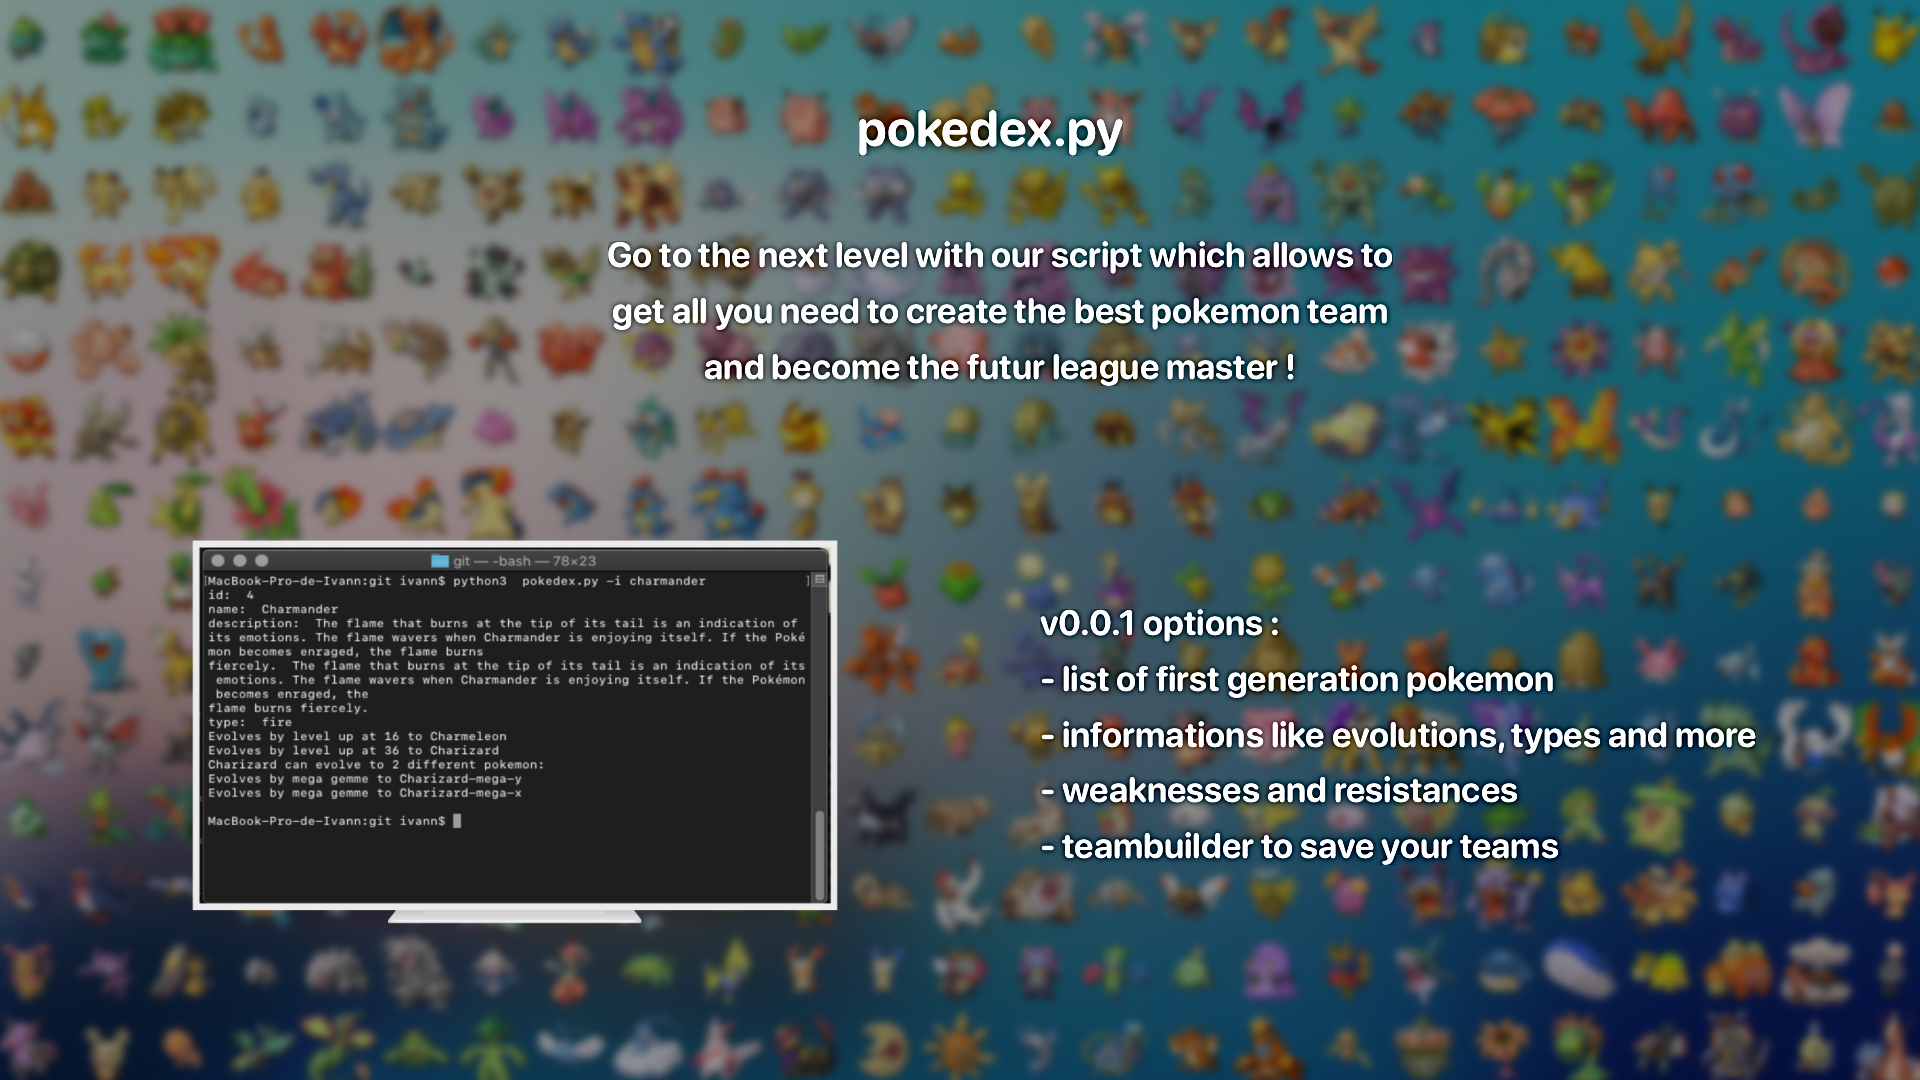 pokedex.py
Go to the next level with our script which allows to
get all you need to create the best pokemon team
and become the futur league master !
git — -bash — 78×23
[MacBook-Pro-de-Ivann:git ivann$ python3  pokedex.py -i charmander ]
id:  4
name:  Charmander
description:  The flame that burns at the tip of its tail is an indication of
its emotions. The flame wavers when Charmander is enjoying itself. If the Poké
mon becomes enraged, the flame burns
fiercely.  The flame that burns at the tip of its tail is an indication of its
 emotions. The flame wavers when Charmander is enjoying itself. If the Pokémon
 becomes enraged, the
flame burns fiercely.
type:  fire
Evolves by level up at 16 to Charmeleon
Evolves by level up at 36 to Charizard
Charizard can evolve to 2 different pokemon:
Evolves by mega gemme to Charizard-mega-y
Evolves by mega gemme to Charizard-mega-x
MacBook-Pro-de-Ivann:git ivann$
v0.0.1 options :
- list of first generation pokemon
- informations like evolutions, types and more
- weaknesses and resistances
- teambuilder to save your teams